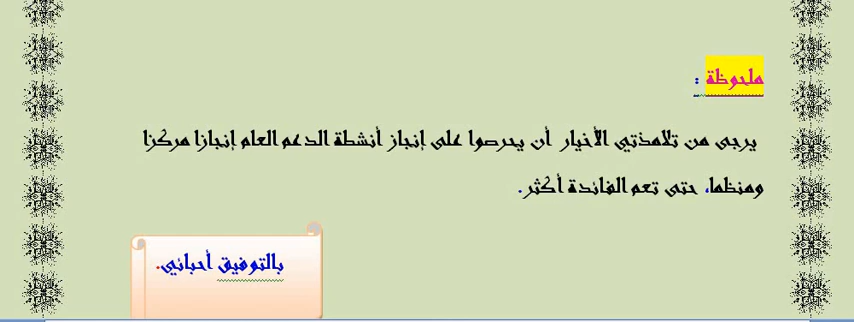 ملحوظة :
يرجى من تلامذتي الأخيار أن يحرصوا على إنجاز أنشطة الدعم العام إنجازا مركزا
ومنظما، حتى تعم الفائدة أكثر.
بالتوفيق أحبائي.